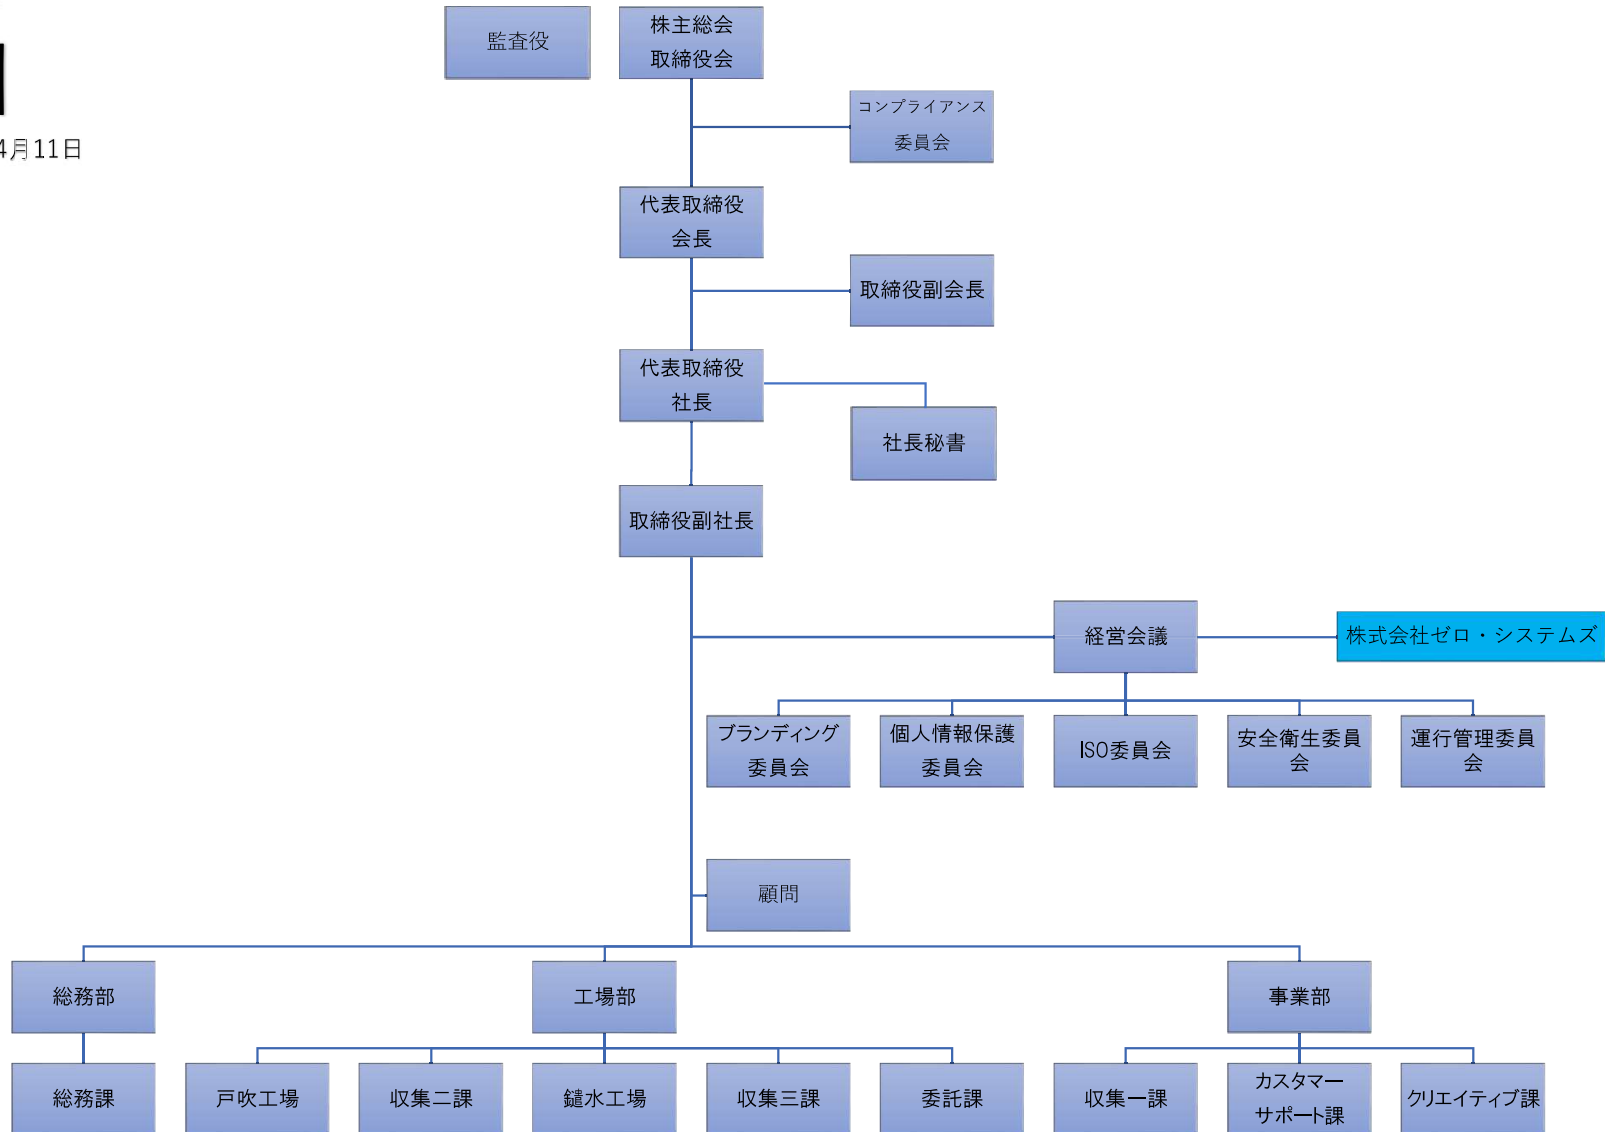 監査役
株主総会
取締役会
コンプライアンス
委員会
4月11日
代表取締役
会長
取締役副会長
代表取締役
社長
社長秘書
取締役副社長
経営会議
株式会社ゼロ・システムズ
ブランディング
委員会
個人情報保護
委員会
ISO委員会
安全衛生委員
会
運行管理委員
会
顧問
総務部
工場部
事業部
総務課
戸吹工場
収集二課
鑓水工場
収集三課
委託課
収集一課
カスタマー
サポート課
クリエイティブ課